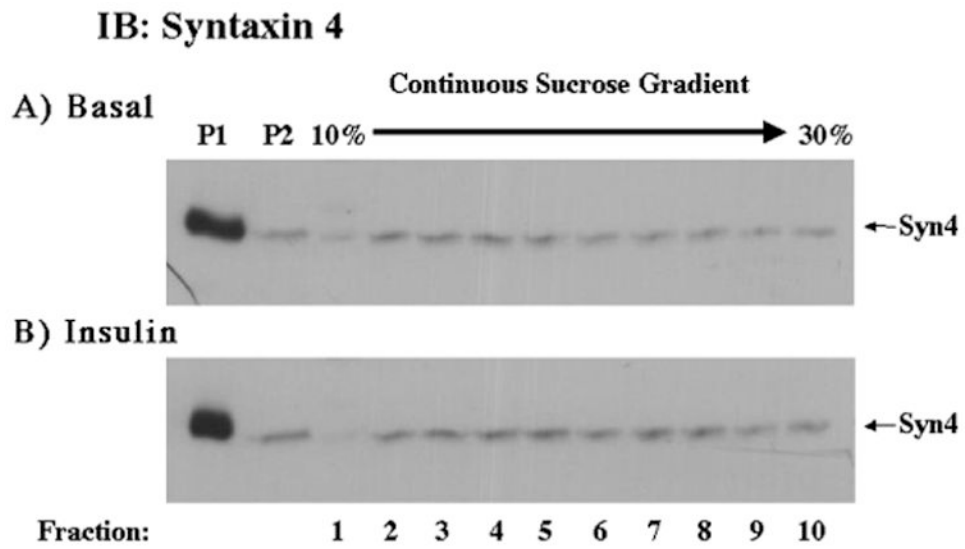 IB: Syntaxin 4
Continuous Sucrose Gradient
A) Basal
P1 P2 10% 30%
←Syn4
B) Insulin
←Syn4
Fraction: 1 2 3 4 5 6 7 8 9 10